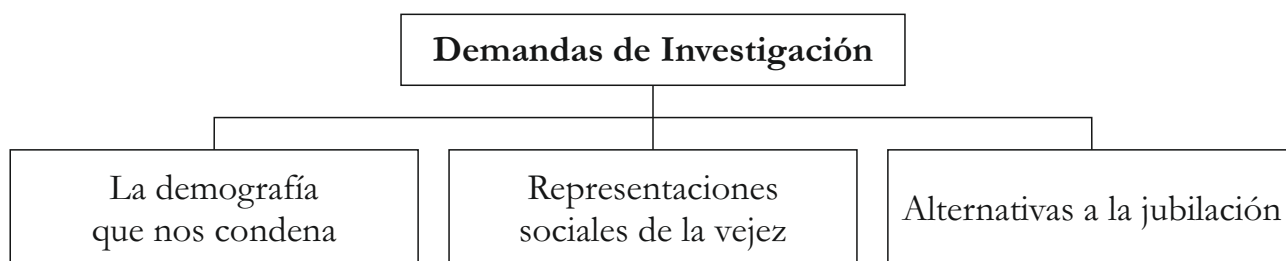 Demandas de Investigación
La demografía
que nos condena
Representaciones
sociales de la vejez
Alternativas a la jubilación